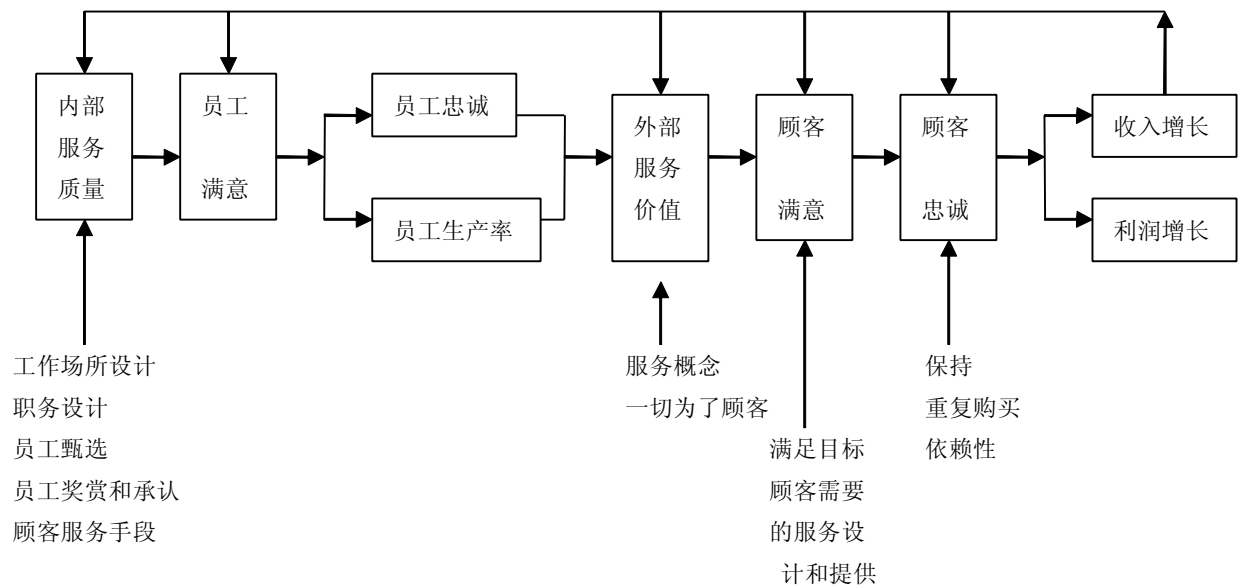 内部
服务
质量
员工
满意
员工忠诚
员工生产率
外部
服务
价值
顾客
满意
顾客
忠诚
收入增长
利润增长
工作场所设计
职务设计
员工甄选
员工奖赏和承认
顾客服务手段
服务概念
一切为了顾客
满足目标
顾客需要
的服务设
计和提供
保持
重复购买
依赖性